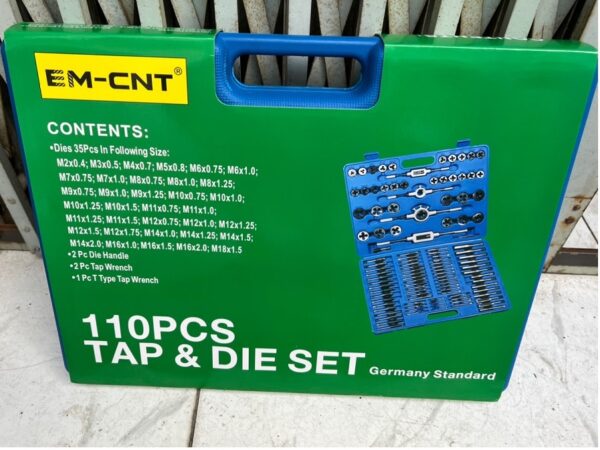 EM-CNT®
CONTENTS:
•Dies 35Pcs In Following Size:
M2x0.4; M3x0.5; M4x0.7; M5x0.8; M6x0.75; M6x1.0;
M7x0.75; M7x1.0; M8x0.75; M8x1.0; M8x1.25;
M9x0.75; M9x1.0; M9x1.25; M10x0.75; M10x1.0;
M10x1.25; M10x1.5; M11x0.75; M11x1.0;
M11x1.25; M11x1.5; M12x0.75; M12x1.0; M12x1.25;
M12x1.5; M12x1.75; M14x1.0; M14x1.25; M14x1.5;
M14x2.0; M16x1.0; M16x1.5; M16x2.0; M18x1.5
•2 Pc Die Handle
•2 Pc Tap Wrench
•1 Pc T Type Tap Wrench
110PCS
TAP & DIE SET
Germany Standard